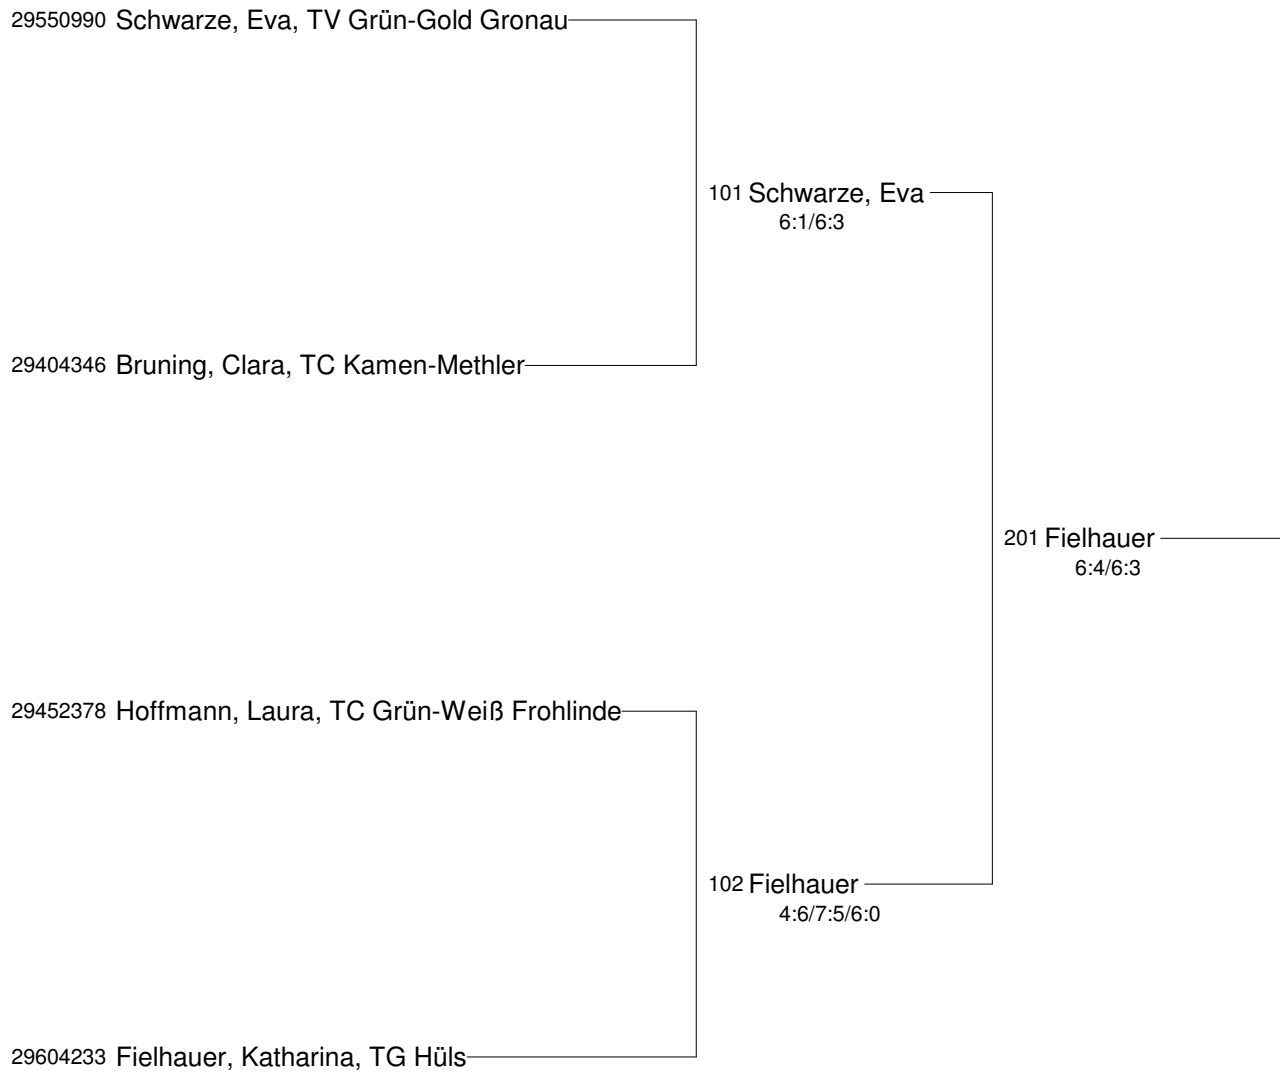 29550990 Schwarze, Eva, TV Grün-Gold Gronau
101 Schwarze, Eva
6:1/6:3
29404346 Bruning, Clara, TC Kamen-Methler
201 Fielhauer
6:4/6:3
29452378 Hoffmann, Laura, TC Grün-Weiß Frohlinde
102 Fielhauer
4:6/7:5/6:0
29604233 Fielhauer, Katharina, TG Hüls